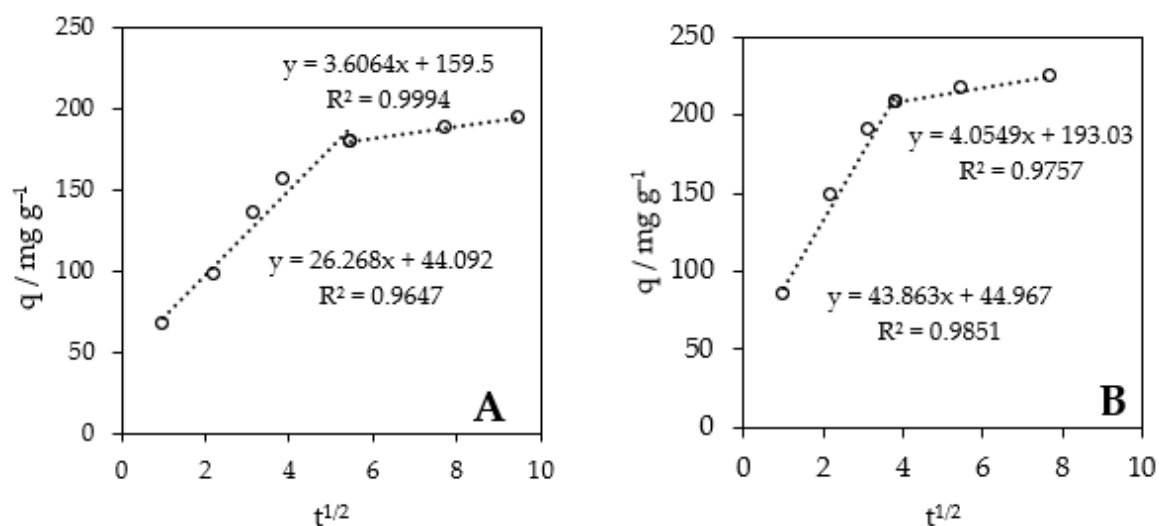 250
200
150
100
50
0
q / mg g⁻¹
y = 3.6064x + 159.5
R² = 0.9994
y = 26.268x + 44.092
R² = 0.9647
A
0 2 4 6 8 10
t^1/2
250
200
150
100
50
0
q / mg g⁻¹
y = 4.0549x + 193.03
R² = 0.9757
y = 43.863x + 44.967
R² = 0.9851
B
0 2 4 6 8 10
t^1/2